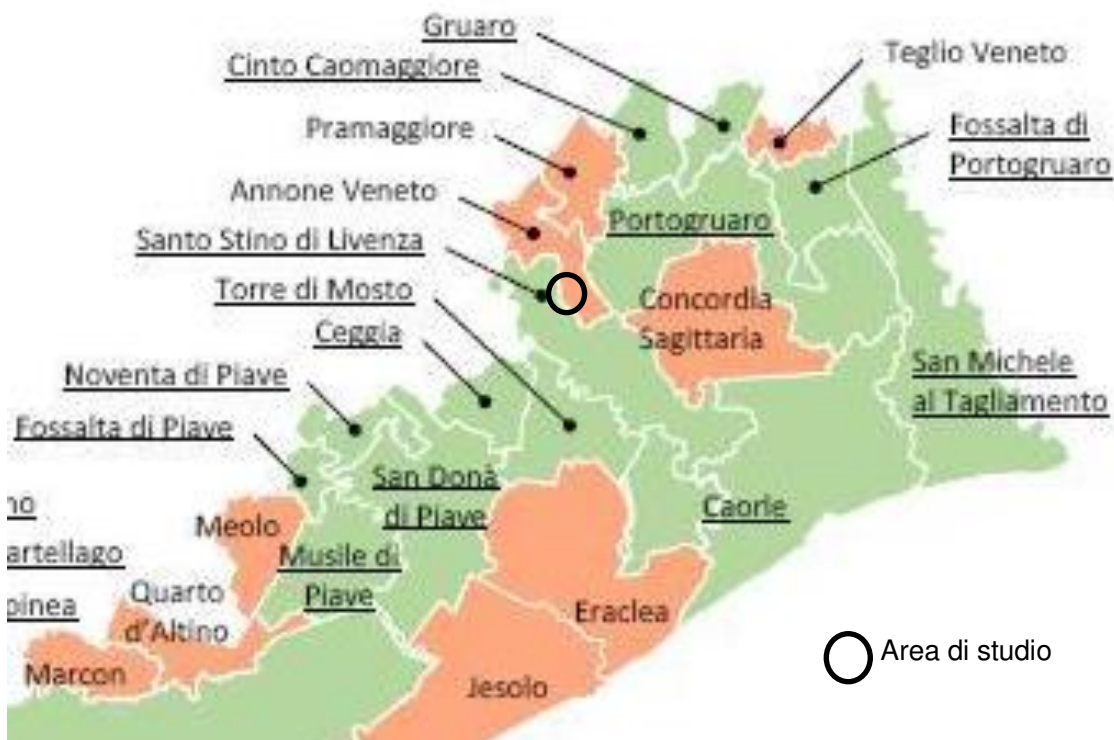 Gruaro
Cinto Caomaggiore
Teglio Veneto
Pramaggiore
Fossalta di
Portogruaro
Annone Veneto
Portogruaro
Santo Stino di Livenza
Torre di Mosto
Concordia
Sagittaria
Ceggia
San Michele
al Tagliamento
Noventa di Piave
Fossalta di Piave
San Donà
di Piave
Caorle
no
Meolo
artellago
Musile di
Piave
pinea
Quarto
d'Altino
Eraclea
Marcon
Jesolo
Area di studio